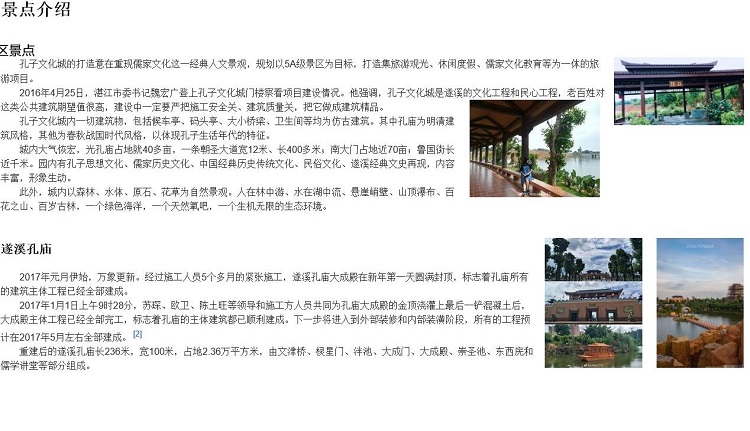 景点介绍
区景点
孔子文化城的打造意在重现儒家文化这一经典人文景观，规划以5A级景区为目标，打造集旅游观光、休闲度假、儒家文化教育等为一体的旅
游项目。
2016年4月25日，湛江市委书记魏宏广登上孔子文化城门楼察看项目建设情况。他强调，孔子文化城是遂溪的文化工程和民心工程，老百姓对
这类公共建筑期望值很高，建设中一定要严把施工安全关、建筑质量关，把它做成建筑精品。
孔子文化城内一切建筑物，包括候车亭、码头亭、大小桥梁、卫生间等均为仿古建筑。其中孔庙为明清建
筑风格，其他为春秋战国时代风格，以体现孔子生活年代的特征。
城内大气恢宏，光孔庙占地就40多亩，一条朝圣大道宽12米、长400多米，南大门占地近70亩，鲁国街长
近千米。园内有孔子思想文化、儒家历史文化、中国经典历史传统文化、民俗文化、遂溪经典文史再现，内容
丰富，形象生动。
此外，城内以森林、水体、原石、花草为自然景观。人在林中游、水在湖中流、悬崖峭壁、山顶瀑布、百
花之山、百岁古林，一个绿色海洋，一个天然氧吧，一个生机无限的生态环境。
遂溪孔庙
2017年元月伊始，万象更新。经过施工人员5个多月的紧张施工，遂溪孔庙大成殿在新年第一天圆满封顶，标志着孔庙所有
的建筑主体工程已经全部建成。
2017年1月1日上午9时28分，苏琛、欧卫、陈土旺等领导和施工方人员共同为孔庙大成殿的金顶浇灌上最后一铲混凝土后，
大成殿主体工程已经全部完工，标志着孔庙的主体建筑都已顺利建成。下一步将进入到外部装修和内部装潢阶段，所有的工程预
计在2017年5月左右全部建成。[2]
重建后的遂溪孔庙长236米，宽100米，占地2.36万平方米，由文津桥、棂星门、泮池、大成门、大成殿、崇圣池、东西庑和
儒学讲堂等部分组成。